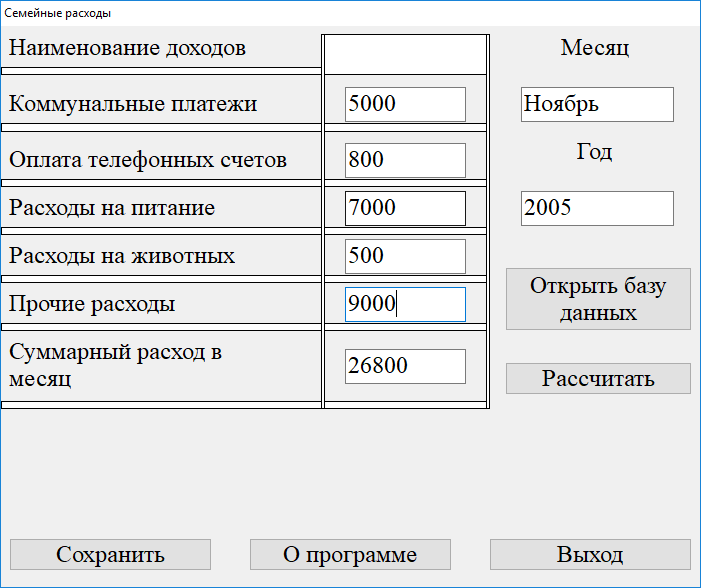 Семейные расходы
Наименование доходов
Месяц
Коммунальные платежи
5000
Ноябрь
Оплата телефонных счетов
800
Год
Расходы на питание
7000
2005
Расходы на животных
500
Открыть базу
данных
Прочие расходы
9000
Суммарный расход в
месяц
26800
Рассчитать
Сохранить
О программе
Выход